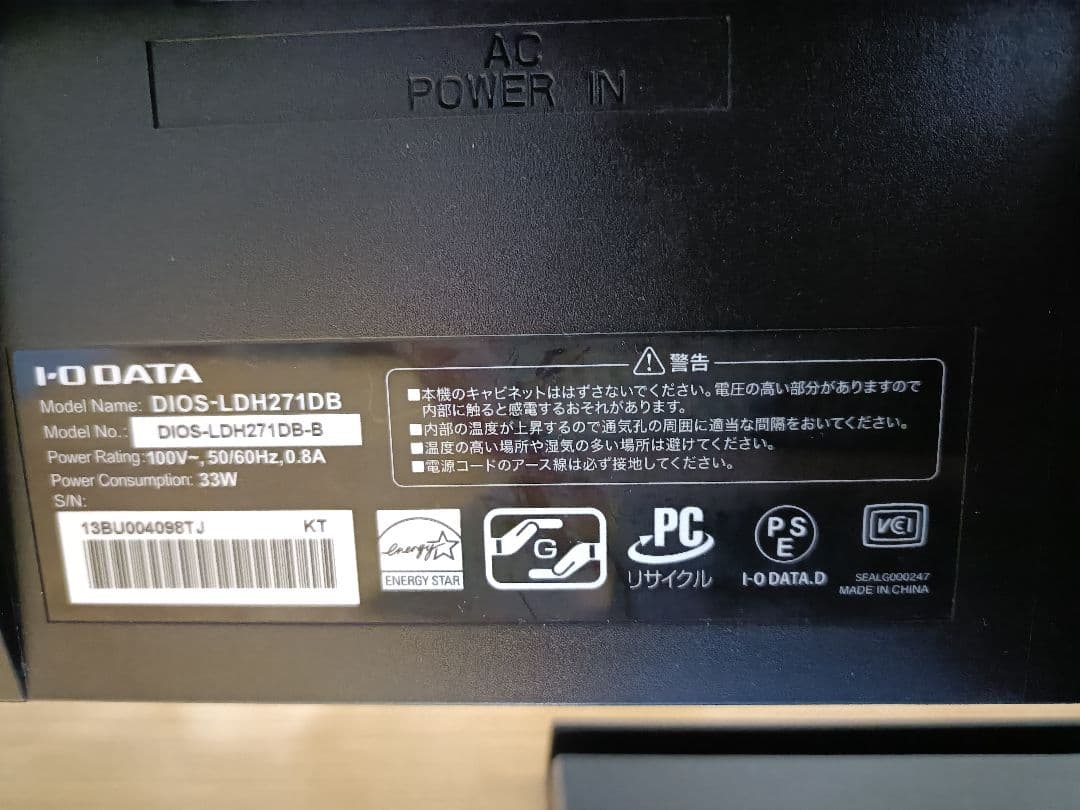 AC
POWER IN
I-O DATA
Model Name: DIOS-LDH271DB
Model No.: DIOS-LDH271DB-B
Power Rating:100V~,50/60Hz,0.8A
Power Consumption: 33W
S/N:
13BU004098TJ KT
警告
■本機のキャビネットははずさないでください。電圧の高い部分がありますので
内部に触ると感電するおそれがあります。
■内部の温度が上昇するので通気孔の周囲に適当な間隔をおいてください。
■温度の高い場所や湿気の多い場所は避けてください。
■電源コードのアース線は必ず接地してください。
energy
ENERGY STAR
G
PC
リサイクル
PS
E
I-O DATA.D
VCCI
SEALG000247
MADE IN CHINA